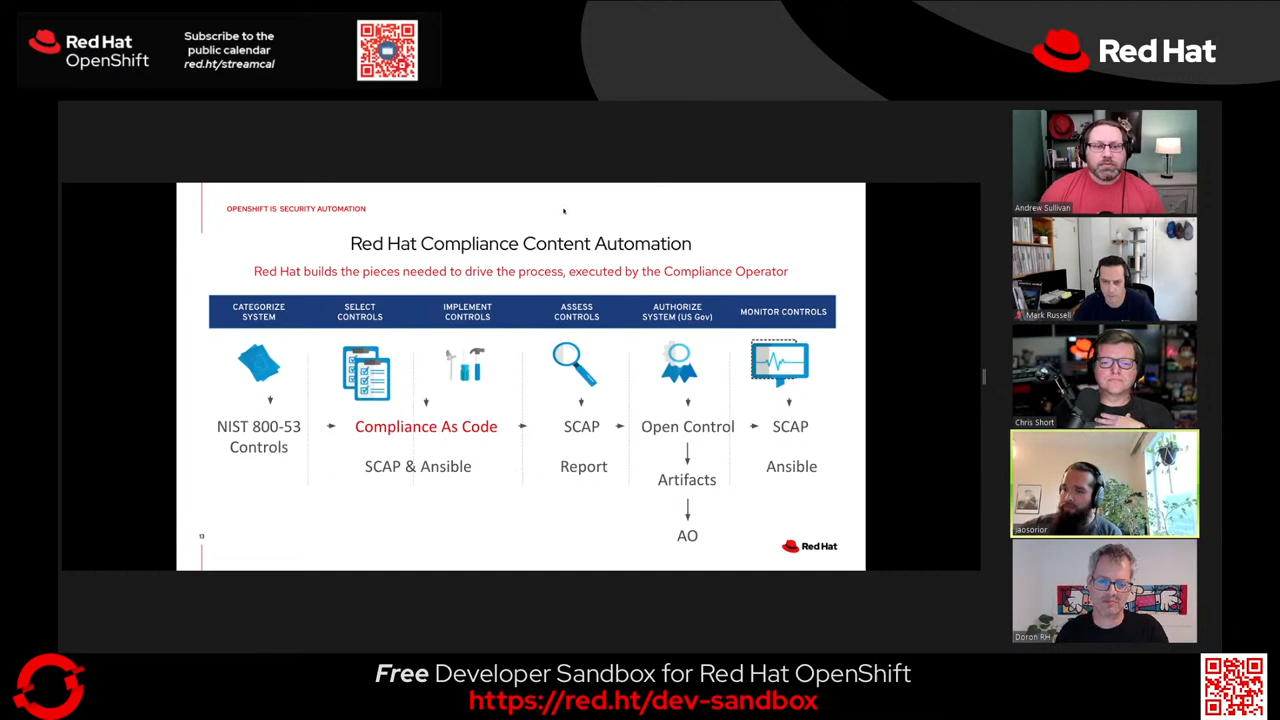 Red Hat
OpenShift
Subscribe to the
public calendar
red.ht/streamcal
Red Hat
OPENSHIFT IS SECURITY AUTOMATION
Red Hat Compliance Content Automation
Red Hat builds the pieces needed to drive the process, executed by the Compliance Operator
CATEGORIZE
SYSTEM
SELECT
CONTROLS
IMPLEMENT
CONTROLS
ASSESS
CONTROLS
AUTHORIZE
SYSTEM (US Gov)
MONITOR CONTROLS
NIST 800-53
Controls
Compliance As Code
SCAP & Ansible
SCAP
Report
Open Control
Artifacts
AO
SCAP
Ansible
13
Red Hat
Andrew Sullivan
Mark Russell
Chris Short
jaosorior
Doron RH
Free Developer Sandbox for Red Hat OpenShift
https://red.ht/dev-sandbox